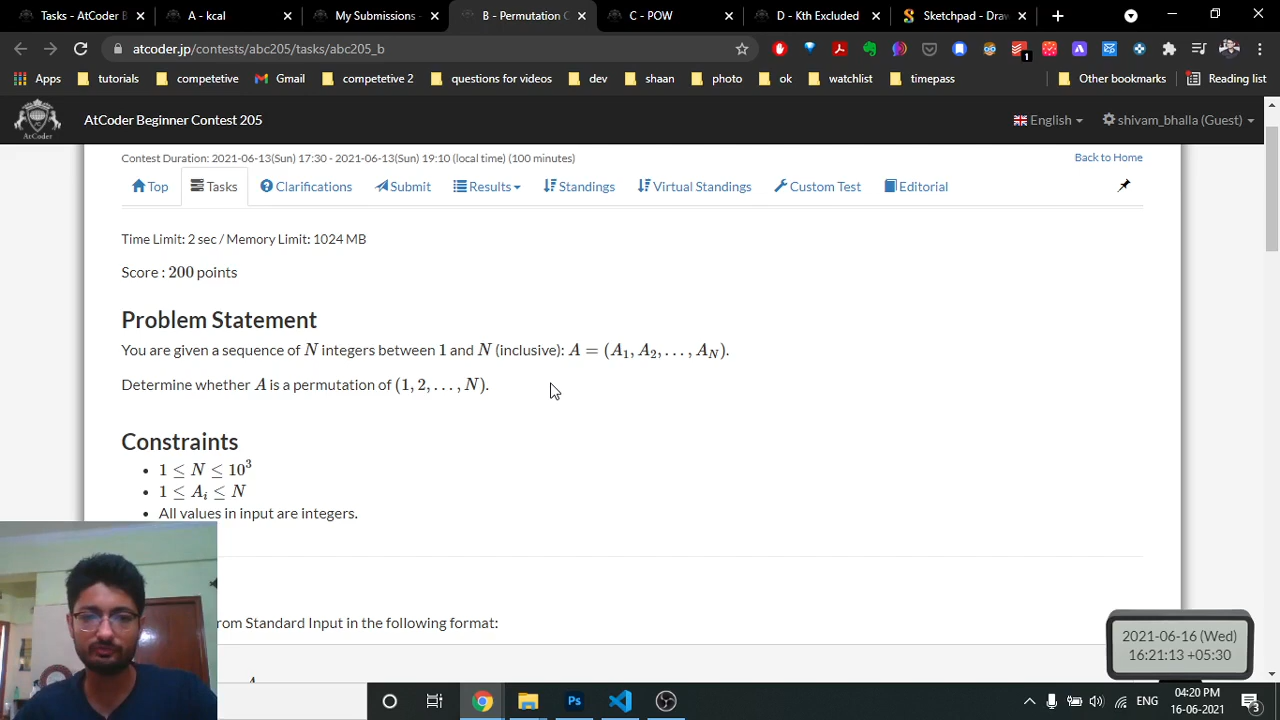 Tasks - AtCoder B
A - kcal
My Submissions -
B - Permutation C
C - POW
D - Kth Excluded
Sketchpad - Draw
atcoder.jp/contests/abc205/tasks/abc205_b
1
Apps
tutorials
competetive
Gmail
competetive 2
questions for videos
dev
shaan
photo
ok
watchlist
timepass
Other bookmarks
Reading list
AtCoder
AtCoder Beginner Contest 205
English
shivam_bhalla (Guest)
Contest Duration: 2021-06-13(Sun) 17:30 - 2021-06-13(Sun) 19:10 (local time) (100 minutes)
Back to Home
Top
Tasks
Clarifications
Submit
Results
Standings
Virtual Standings
Custom Test
Editorial
Time Limit: 2 sec / Memory Limit: 1024 MB
Score : 200 points
Problem Statement
You are given a sequence of N integers between 1 and N (inclusive): A = (A₁, A₂, . . . , A_N).
Determine whether A is a permutation of (1, 2, . . . , N).
Constraints
• 1 ≤ N ≤ 10³
• 1 ≤ Aᵢ ≤ N
• All values in input are integers.
rom Standard Input in the following format:
2021-06-16 (Wed)
16:21:13 +05:30
Ps
ENG
04:20 PM
16-06-2021
3